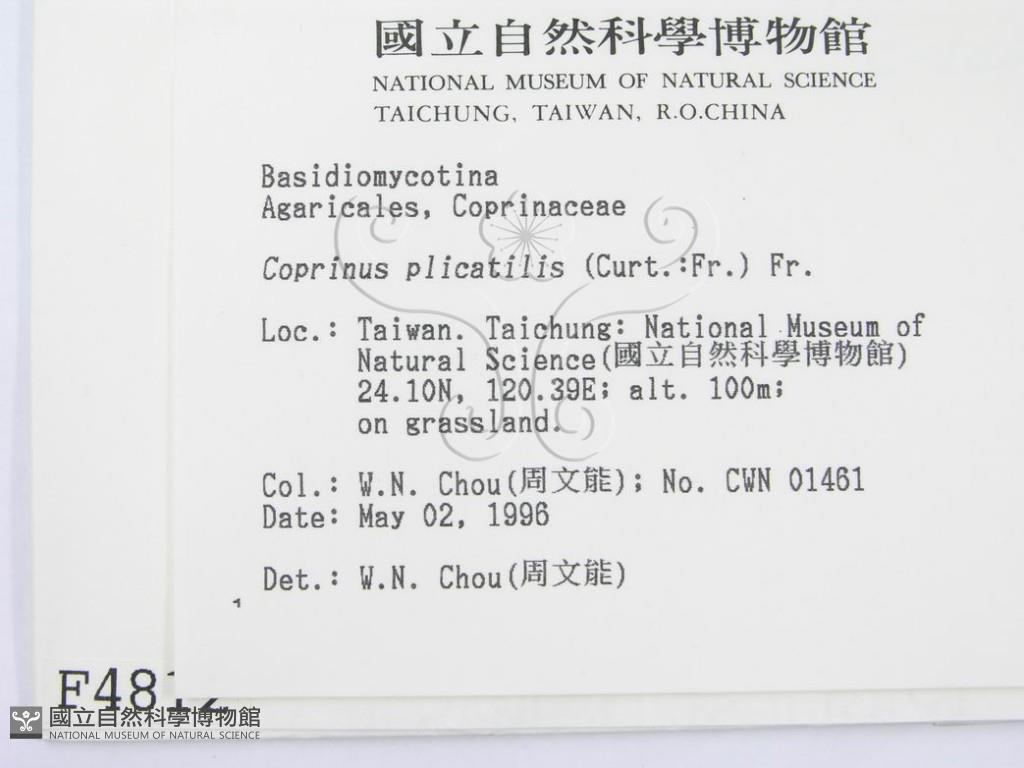 國立自然科學博物館
NATIONAL MUSEUM OF NATURAL SCIENCE
TAICHUNG, TAIWAN, R.O.CHINA
Basidiomycotina
Agaricales, Coprinaceae
Coprinus plicatilis (Curt.:Fr.) Fr.
Loc.: Taiwan. Taichung: National Museum of
Natural Science(國立自然科學博物館)
24.10N, 120.39E; alt. 100m;
on grassland.
Col.: W.N. Chou(周文能); No. CWN 01461
Date: May 02, 1996
Det.: W.N. Chou(周文能)
1
F4812
國立自然科學博物館
NATIONAL MUSEUM OF NATURAL SCIENCE